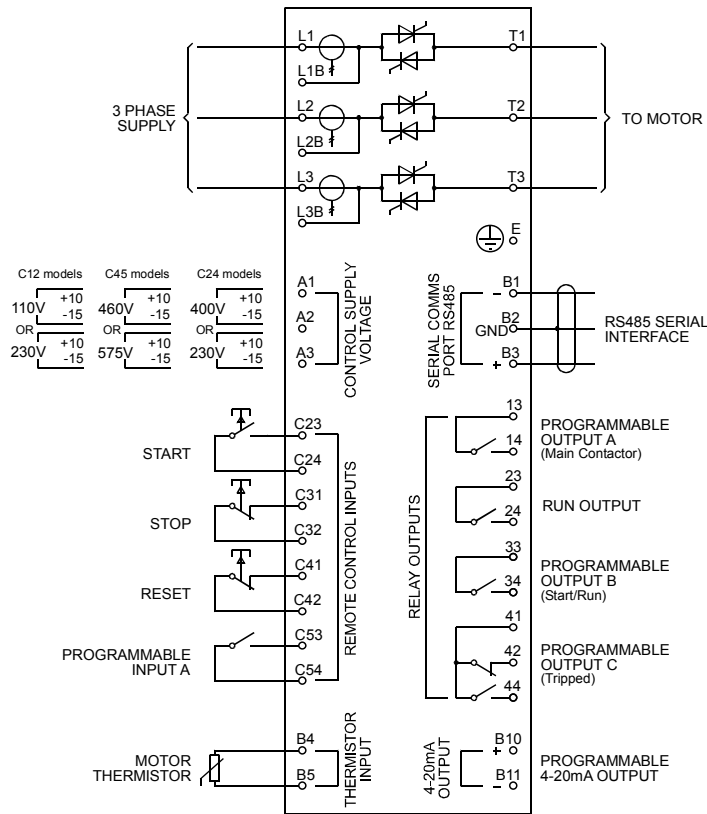 L1
T1
L1B
3 PHASE
SUPPLY
L2
T2
TO MOTOR
L2B
L3
T3
L3B
E
C12 models
C45 models
C24 models
110V +10
-15
460V +10
-15
400V +10
-15
OR
OR
OR
230V +10
-15
575V +10
-15
230V +10
-15
A1
A2
A3
CONTROL SUPPLY
VOLTAGE
SERIAL COMMS
PORT RS485
- B1
GND B2
+ B3
RS485 SERIAL
INTERFACE
START
C23
C24
STOP
C31
C32
RESET
C41
C42
PROGRAMMABLE
INPUT A
C53
C54
REMOTE CONTROL INPUTS
RELAY OUTPUTS
13
14
PROGRAMMABLE
OUTPUT A
(Main Contactor)
23
24
RUN OUTPUT
33
34
PROGRAMMABLE
OUTPUT B
(Start/Run)
41
42
44
PROGRAMMABLE
OUTPUT C
(Tripped)
MOTOR
THERMISTOR
B4
B5
THERMISTOR
INPUT
4-20mA
OUTPUT
+ B10
- B11
PROGRAMMABLE
4-20mA OUTPUT